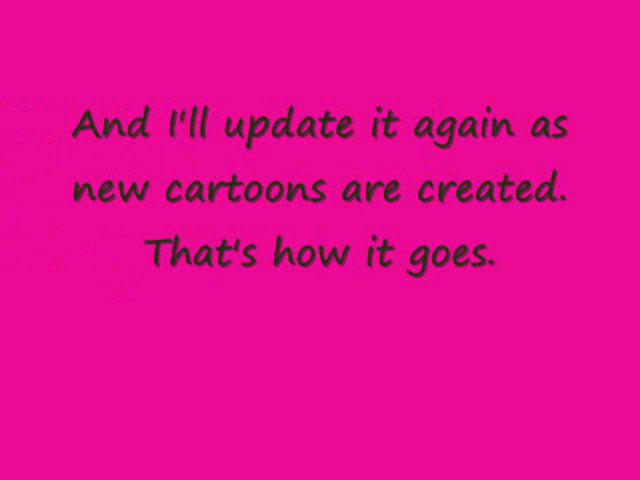 And I'll update it again as
new cartoons are created.
That's how it goes.